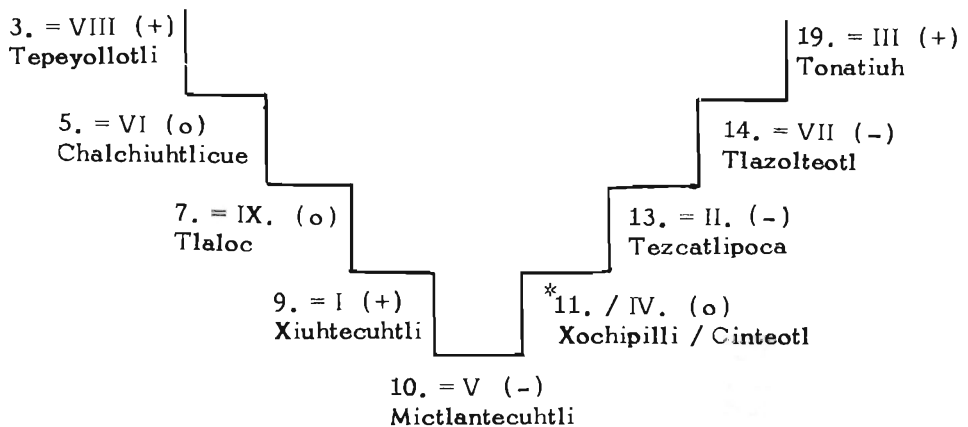 3. = VIII (+)
Tepeyollotli
19. = III (+)
Tonatiuh
5. = VI (o)
Chalchiuhtlicue
14. = VII (-)
Tlazolteotl
7. = IX. (o)
Tlaloc
13. = II. (-)
Tezcatlipoca
9. = I (+)
Xiuhtecuhtli
*11. / IV. (o)
Xochipilli / Cinteotl
10. = V (-)
Mictlantecuhtli